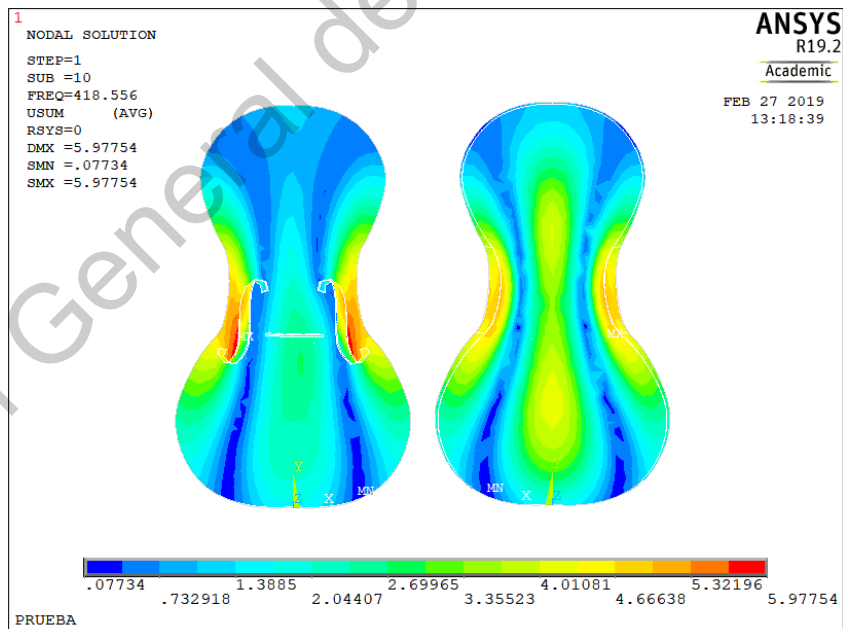 1
NODAL SOLUTION
STEP=1
SUB =10
FREQ=418.556
USUM (AVG)
RSYS=0
DMX =5.97754
SMN =.07734
SMX =5.97754
ANSYS
R19.2
Academic
FEB 27 2019
13:18:39
General de
MX
MX
Y
Z X MN
MN X Z
.07734 1.3885 2.69965 4.01081 5.32196
.732918 2.04407 3.35523 4.66638 5.97754
PRUEBA